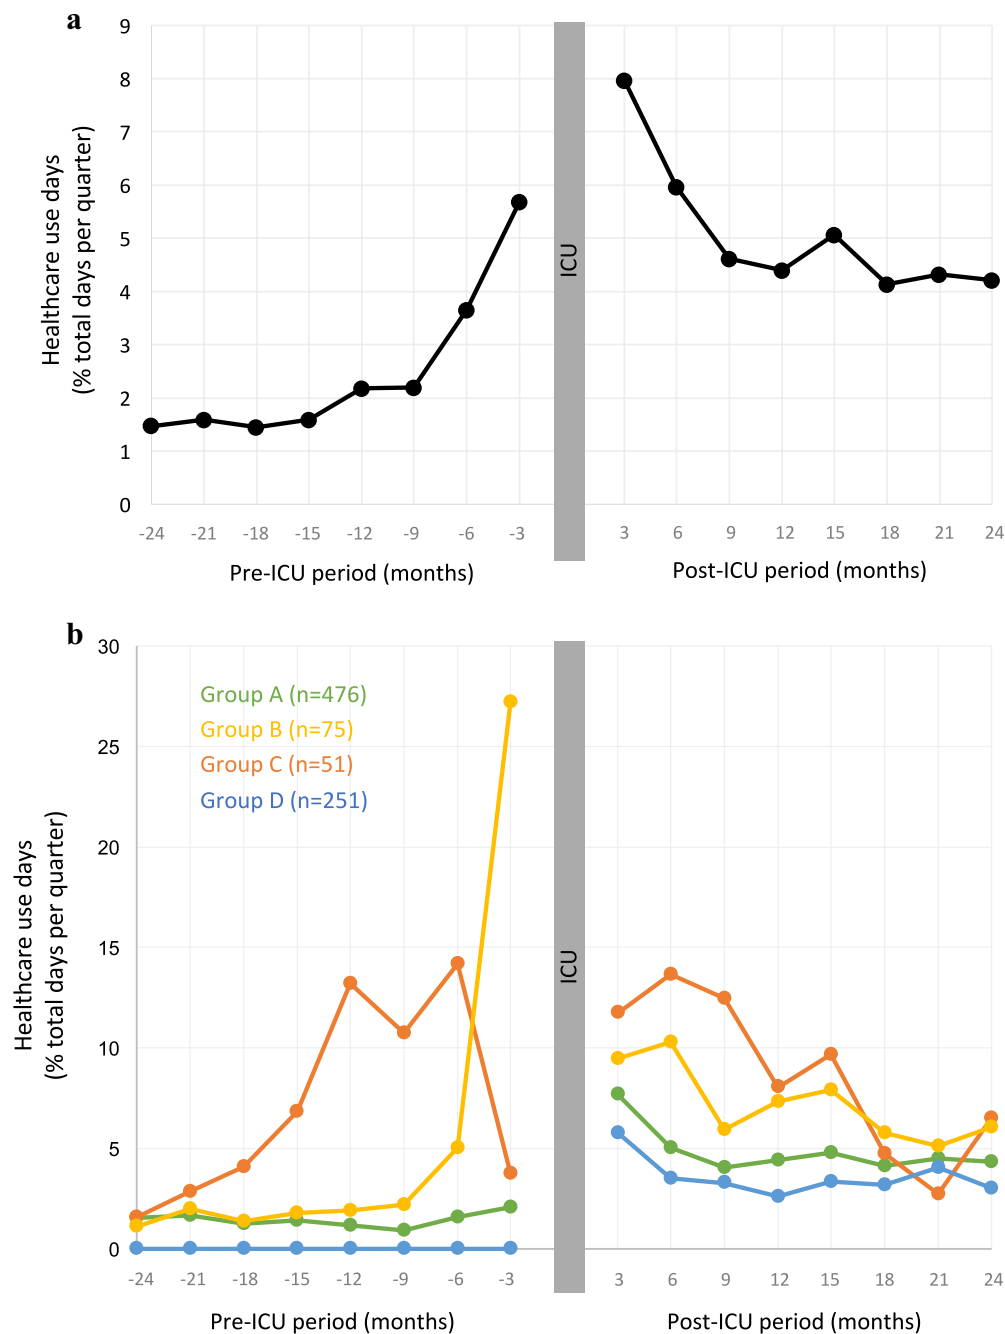 a
Healthcare use days
(% total days per quarter)
9
8
7
6
5
4
3
2
1
0
ICU
-24 -21 -18 -15 -12 -9 -6 -3
3 6 9 12 15 18 21 24
Pre-ICU period (months)
Post-ICU period (months)
b
Healthcare use days
(% total days per quarter)
30
25
20
15
10
5
0
Group A (n=476)
Group B (n=75)
Group C (n=51)
Group D (n=251)
ICU
-24 -21 -18 -15 -12 -9 -6 -3
3 6 9 12 15 18 21 24
Pre-ICU period (months)
Post-ICU period (months)